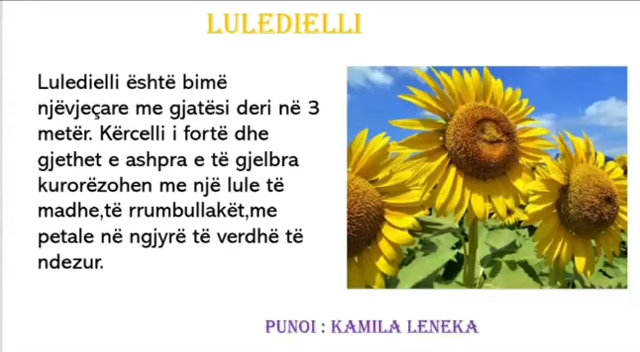 LULEDIELLI
Luledielli është bimë
njëvjeçare me gjatësi deri në 3
metër. Kërcelli i fortë dhe
gjethet e ashpra e të gjelbra
kurorëzohen me një lule të
madhe,të rrumbullakët,me
petale në ngjyrë të verdhë të
ndezur.
PUNOI : KAMILA LENEKA